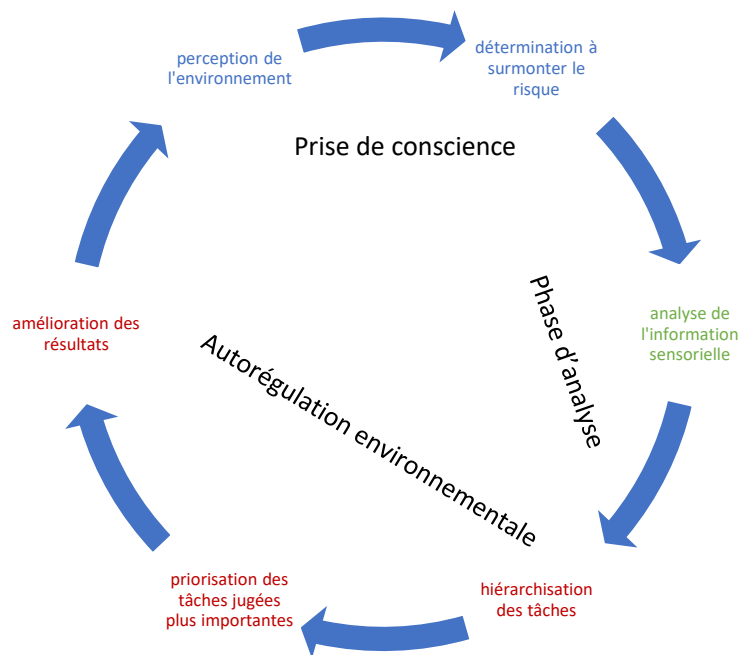 perception de
l'environnement
détermination à
surmonter le
risque
Prise de conscience
analyse de
l'information
sensorielle
Phase d'analyse
hiérarchisation
des tâches
priorisation des
tâches jugées
plus importantes
Autorégulation environnementale
amélioration des
résultats